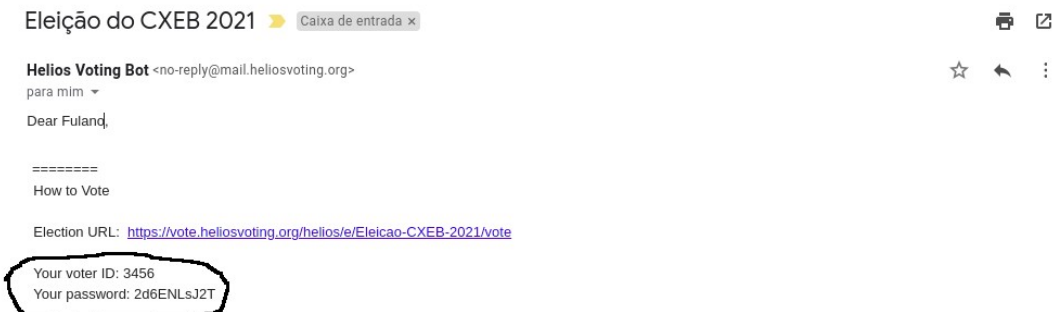 Eleição do CXEB 2021 Caixa de entrada ×
Helios Voting Bot <no-reply@mail.heliosvoting.org>
para mim
Dear Fulano,
========
How to Vote
Election URL: https://vote.heliosvoting.org/helios/e/Eleicao-CXEB-2021/vote
Your voter ID: 3456
Your password: 2d6ENLsJ2T